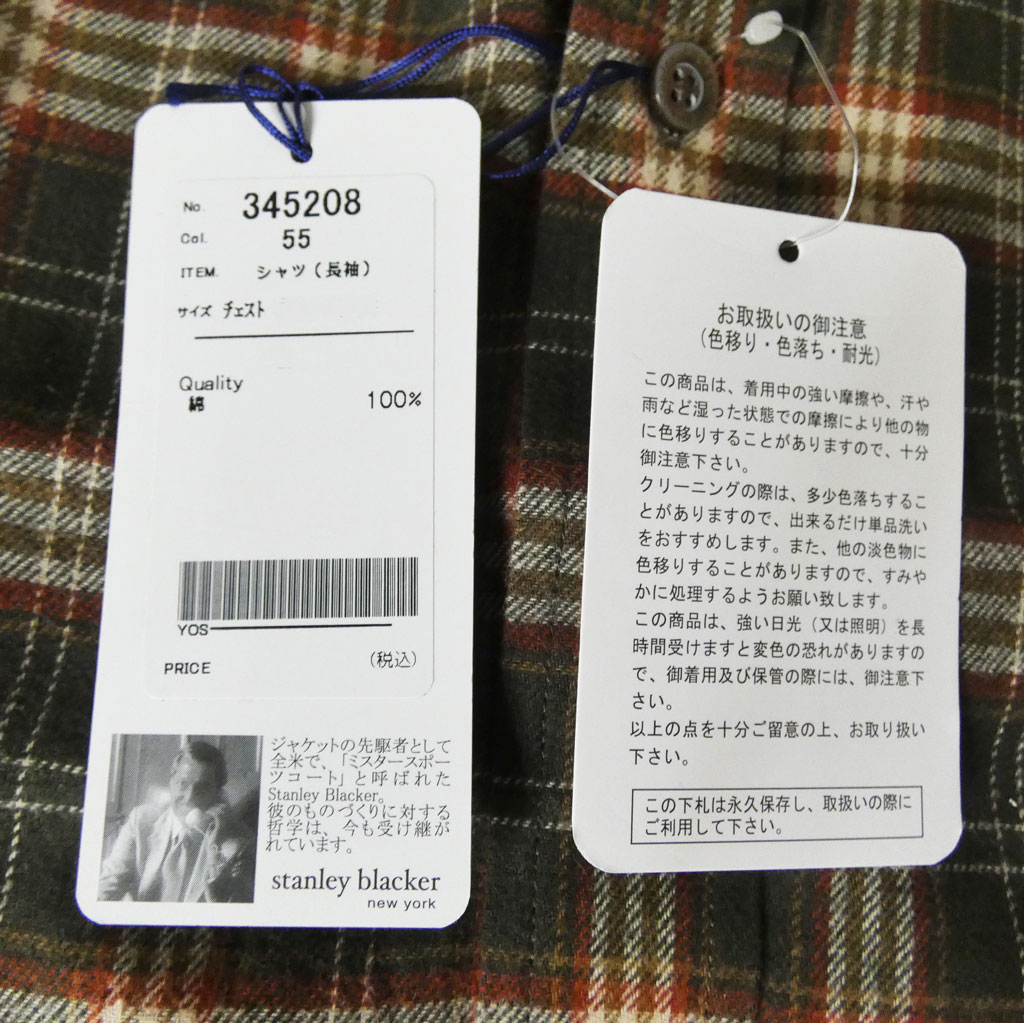 No. 345208
Col. 55
ITEM. シャツ(長袖)
サイズ チェスト
Quality
綿 100%
YOS
PRICE (税込)
ジャケットの先駆者として
全米で、「ミスタースポー
ツコート」と呼ばれた
Stanley Blacker。
彼のものづくりに対する
哲学は、今も受け継が
れています。
stanley blacker
new york
お取扱いの御注意
(色移り・色落ち・耐光)
この商品は、着用中の強い摩擦や、汗や
雨など湿った状態での摩擦により他の物
に色移りすることがありますので、十分
御注意下さい。
クリーニングの際は、多少色落ちするこ
とがありますので、出来るだけ単品洗い
をおすすめします。また、他の淡色物に
色移りすることがありますので、すみや
かに処理するようお願い致します。
この商品は、強い日光(又は照明)を長
時間受けますと変色の恐れがありますの
で、御着用及び保管の際には、御注意下
さい。
以上の点を十分ご留意の上、お取り扱い
下さい。
この下札は永久保存し、取扱いの際に
ご利用して下さい。